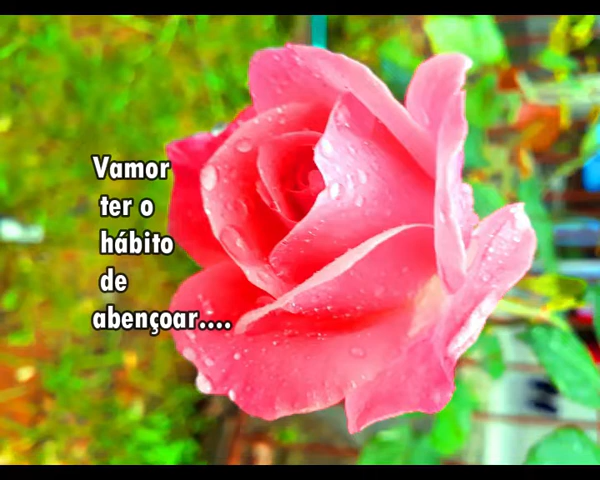 Vamor
ter o
hábito
de
abençoar....